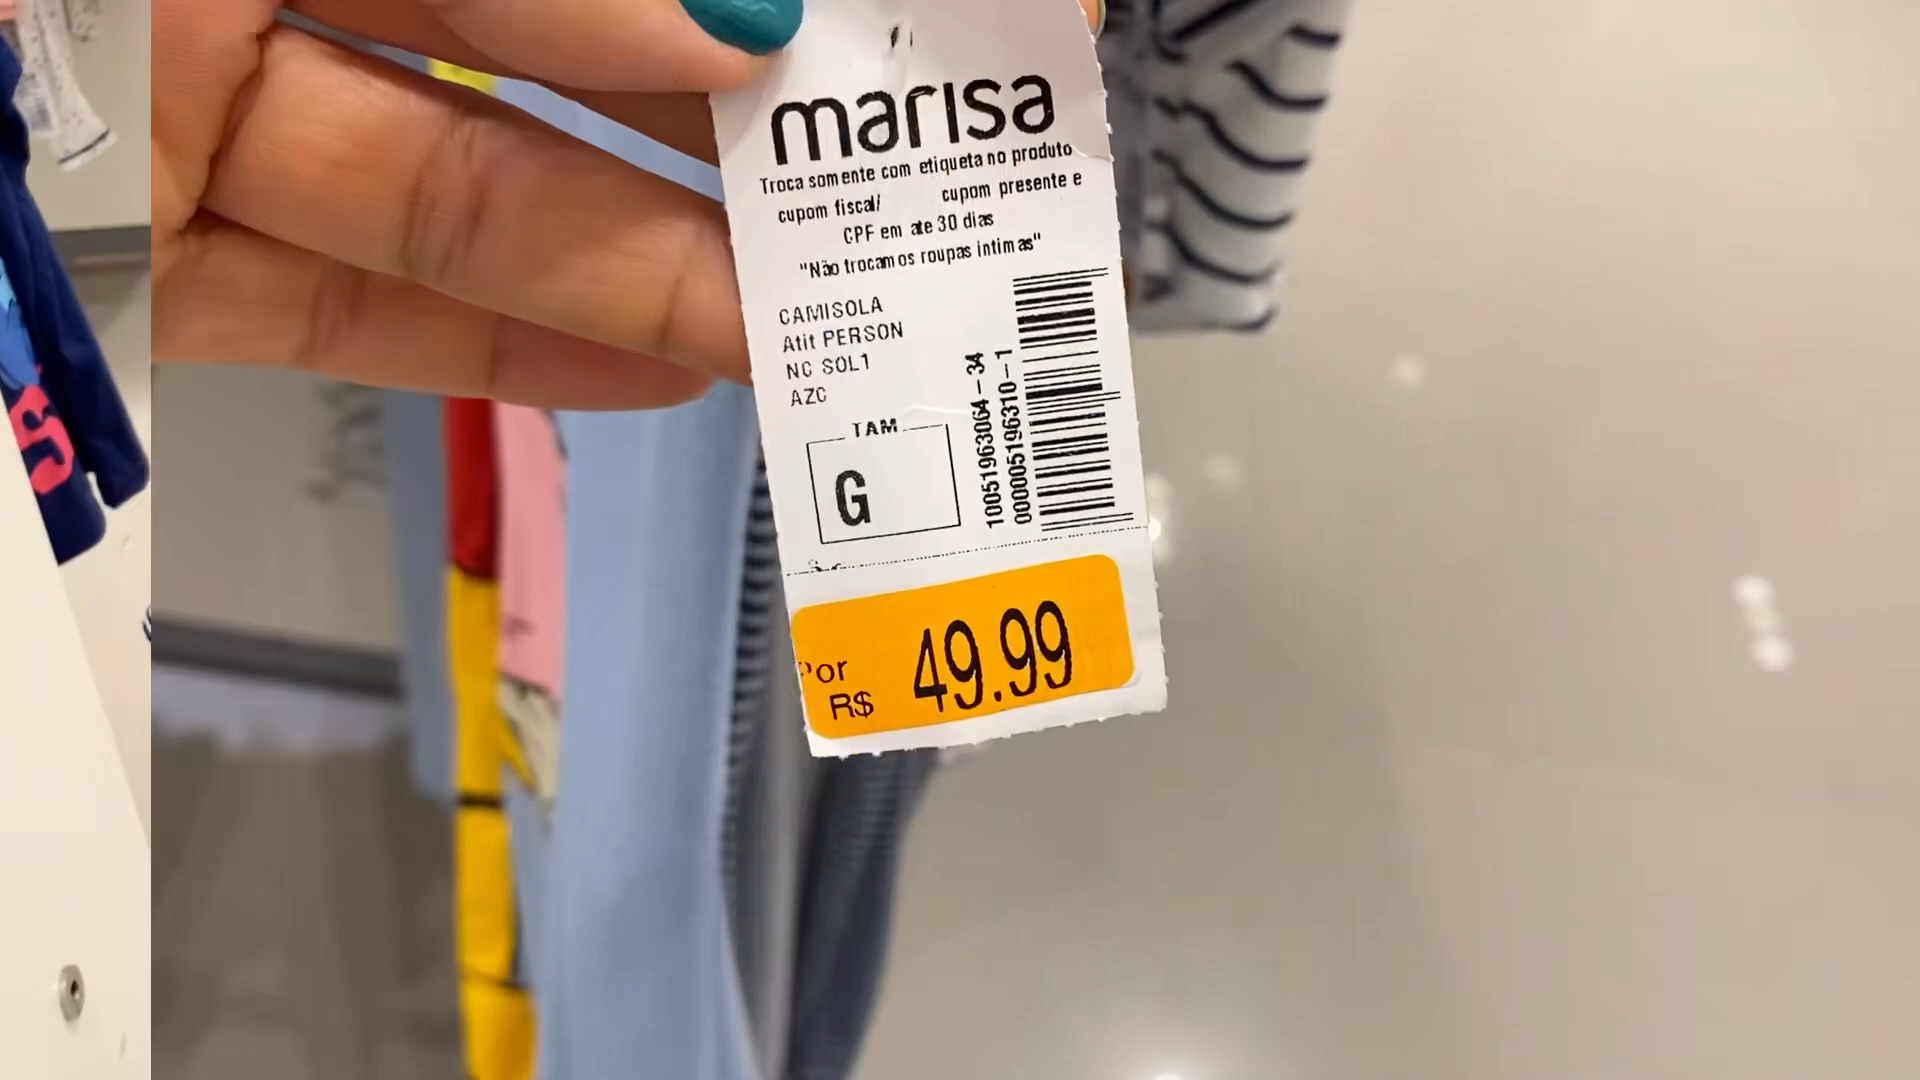 marisa
Troca somente com etiqueta no produto
cupom fiscal/ cupom presente e
CPF em ate 30 dias
"Não trocamos roupas intimas"
CAMISOLA
Atit PERSON
NC SOL1
AZC
TAM
G
10051963064-34
000005196310-1
Por
R$ 49.99